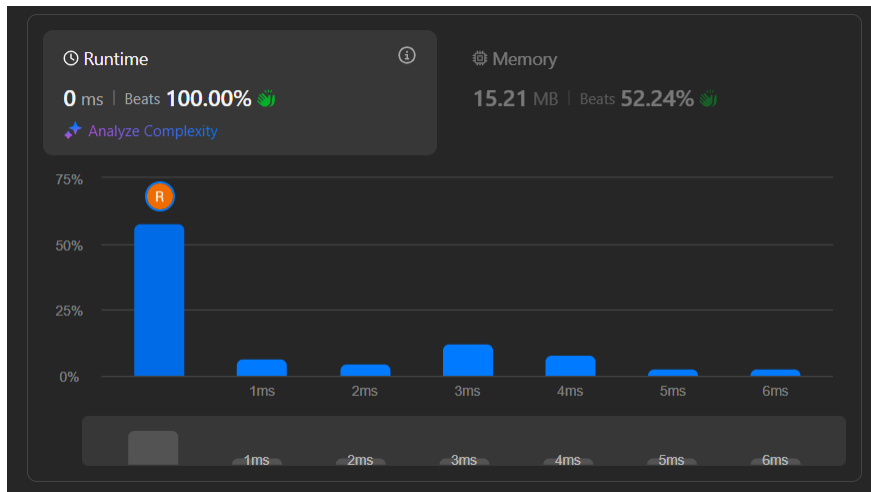 Runtime
0 ms | Beats 100.00%
Analyze Complexity
Memory
15.21 MB | Beats 52.24%
75%
R
50%
25%
0%
1ms 2ms 3ms 4ms 5ms 6ms
1ms 2ms 3ms 4ms 5ms 6ms